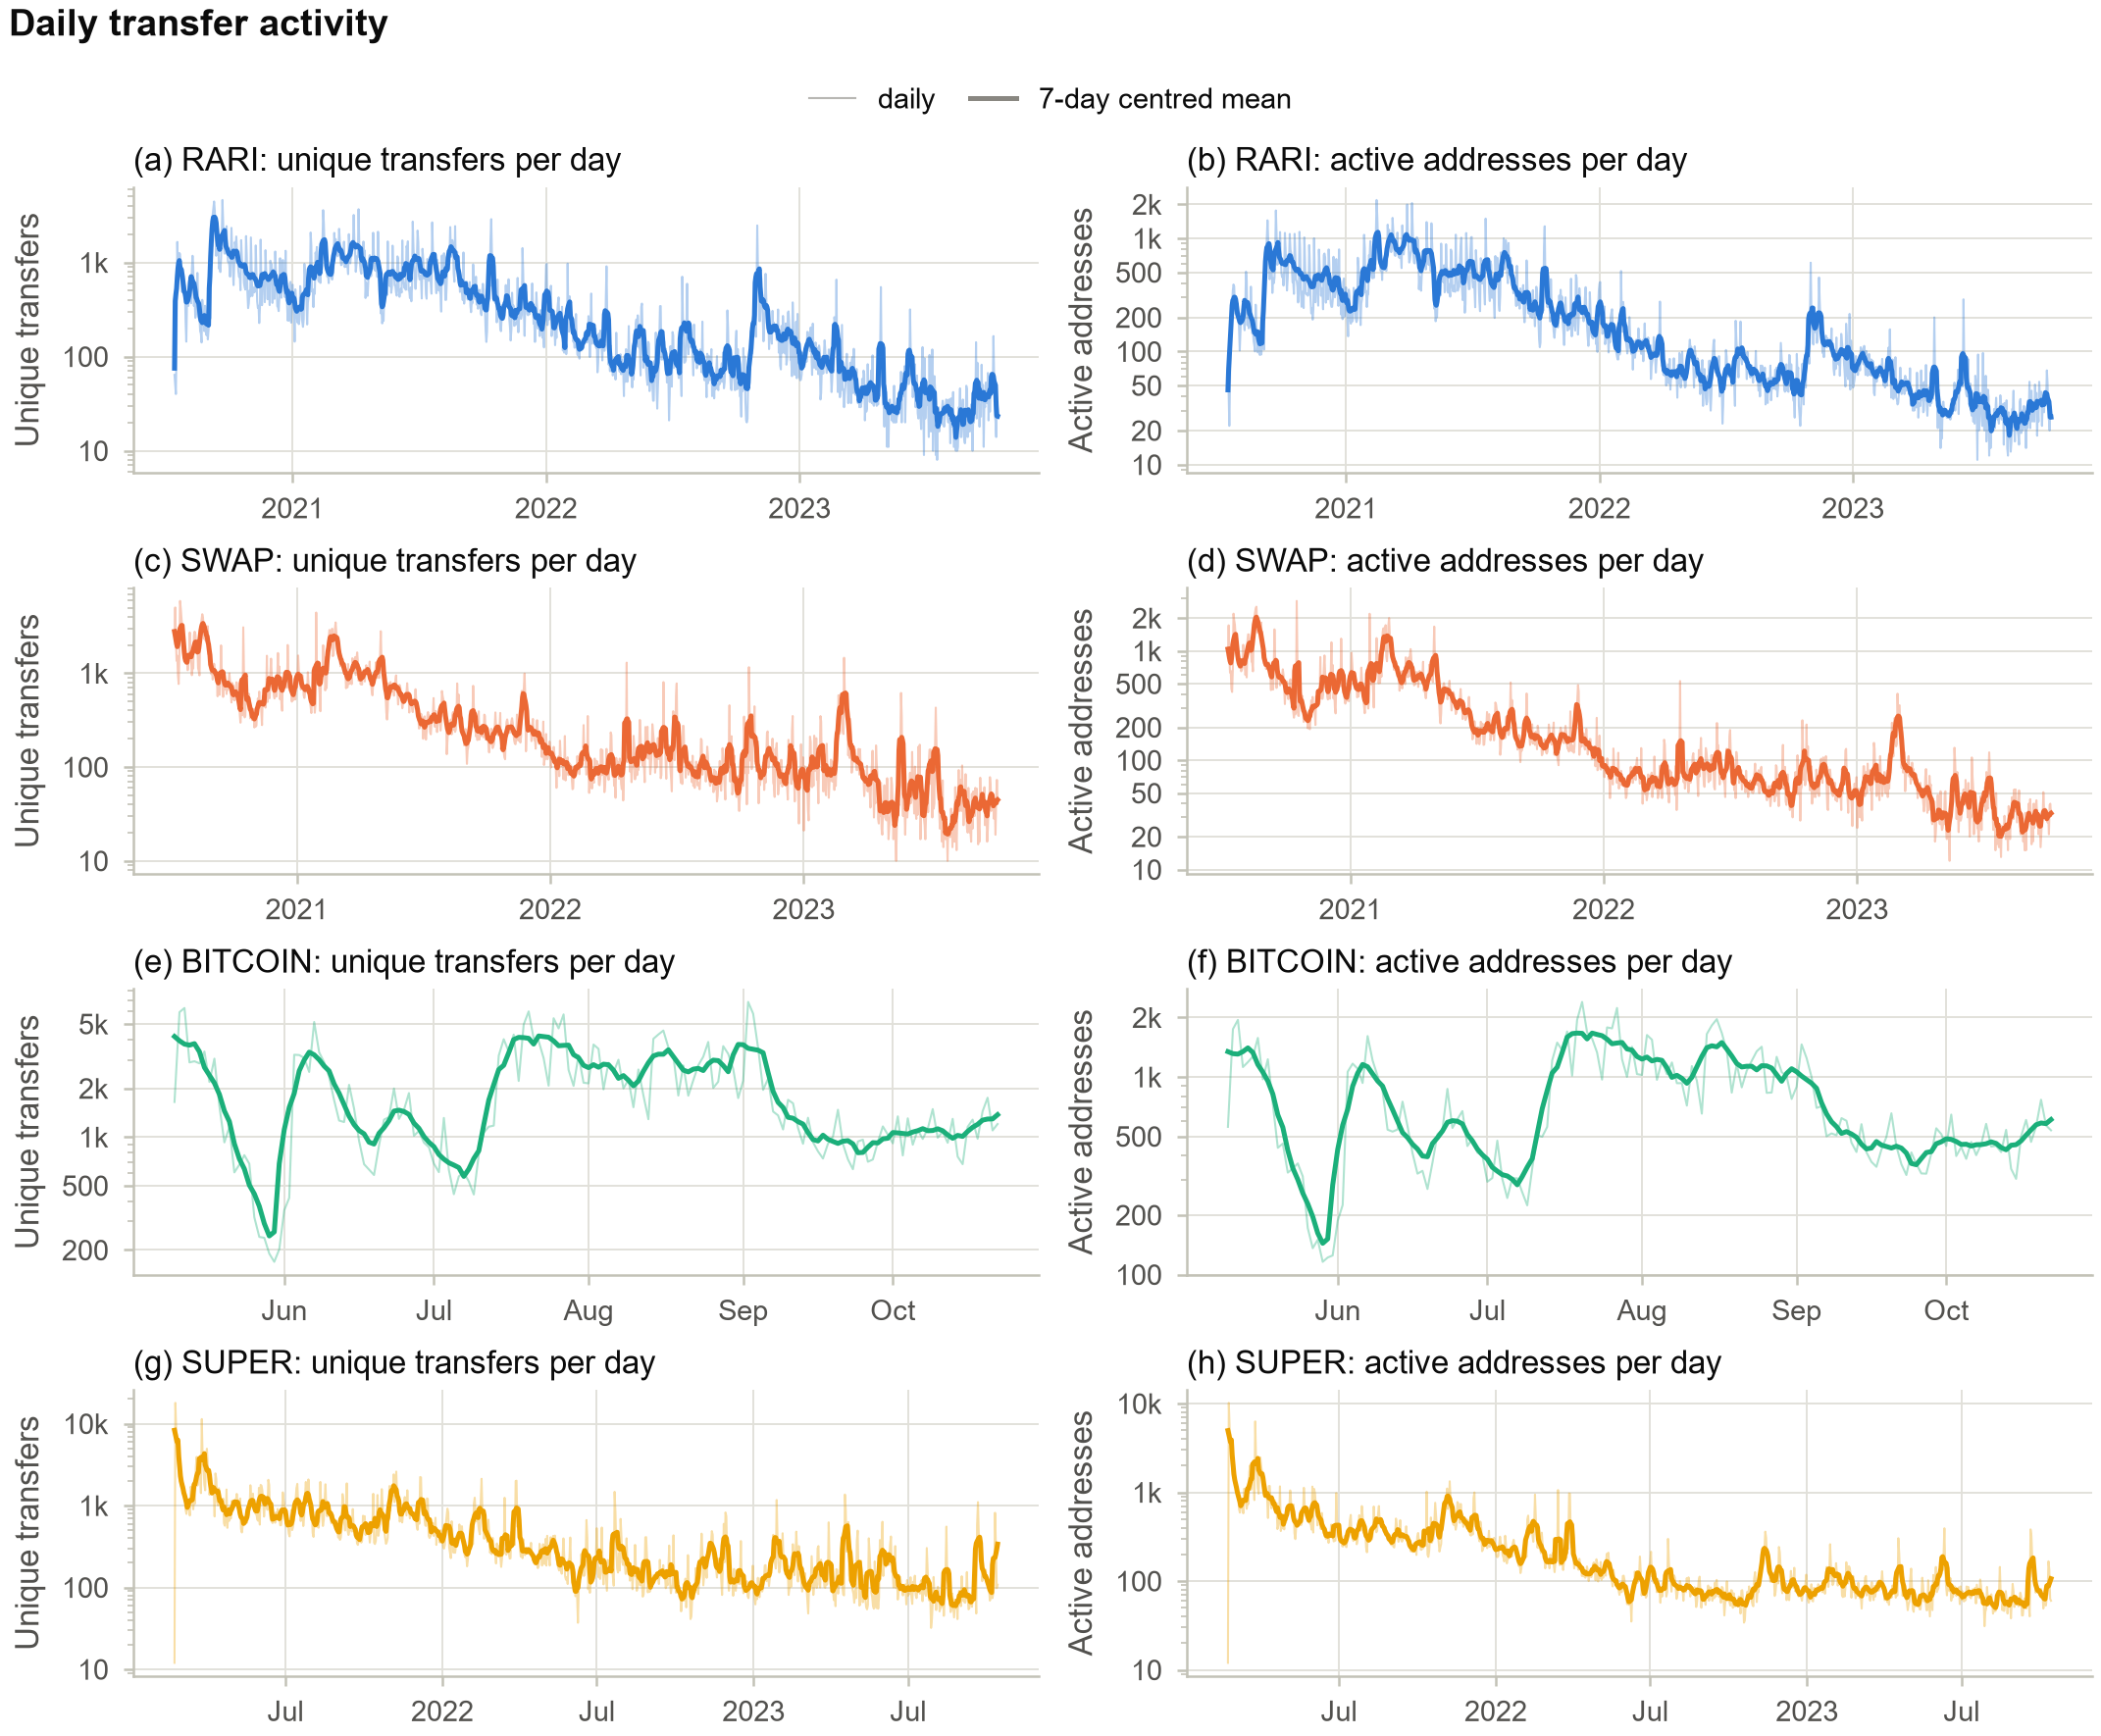 Daily transfer activity
daily
7-day centred mean
(a) RARI: unique transfers per day
Unique transfers
1k
100
10
2021
2022
2023
(b) RARI: active addresses per day
Active addresses
2k
1k
500
200
100
50
20
10
2021
2022
2023
(c) SWAP: unique transfers per day
Unique transfers
1k
100
10
2021
2022
2023
(d) SWAP: active addresses per day
Active addresses
2k
1k
500
200
100
50
20
10
2021
2022
2023
(e) BITCOIN: unique transfers per day
Unique transfers
5k
2k
1k
500
200
Jun
Jul
Aug
Sep
Oct
(f) BITCOIN: active addresses per day
Active addresses
2k
1k
500
200
100
Jun
Jul
Aug
Sep
Oct
(g) SUPER: unique transfers per day
Unique transfers
10k
1k
100
10
Jul
2022
Jul
2023
Jul
(h) SUPER: active addresses per day
Active addresses
10k
1k
100
10
Jul
2022
Jul
2023
Jul